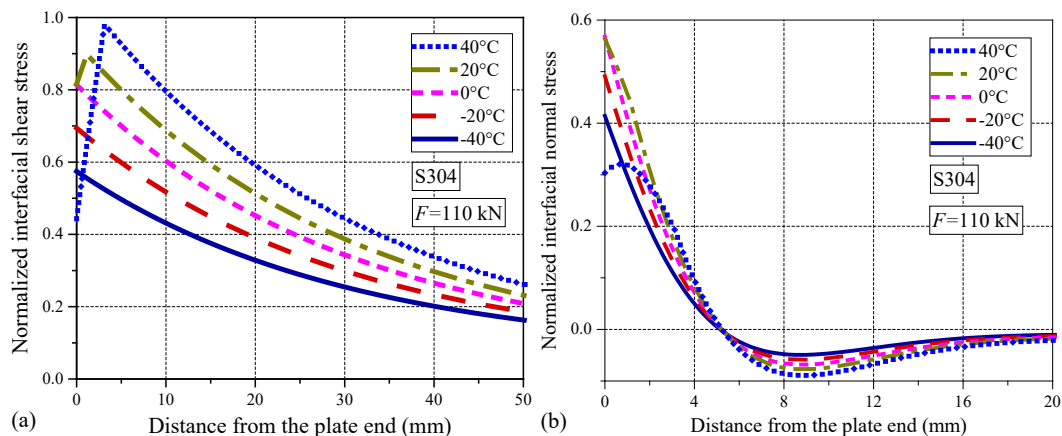 Normalized interfacial shear stress
1.0
0.8
0.6
0.4
0.2
0.0
0
10
20
30
40
50
Distance from the plate end (mm)
40°C
20°C
0°C
-20°C
-40°C
S304
F=110 kN
(a)
Normalized interfacial normal stress
0.6
0.4
0.2
0.0
0
4
8
12
16
20
Distance from the plate end (mm)
40°C
20°C
0°C
-20°C
-40°C
S304
F=110 kN
(b)